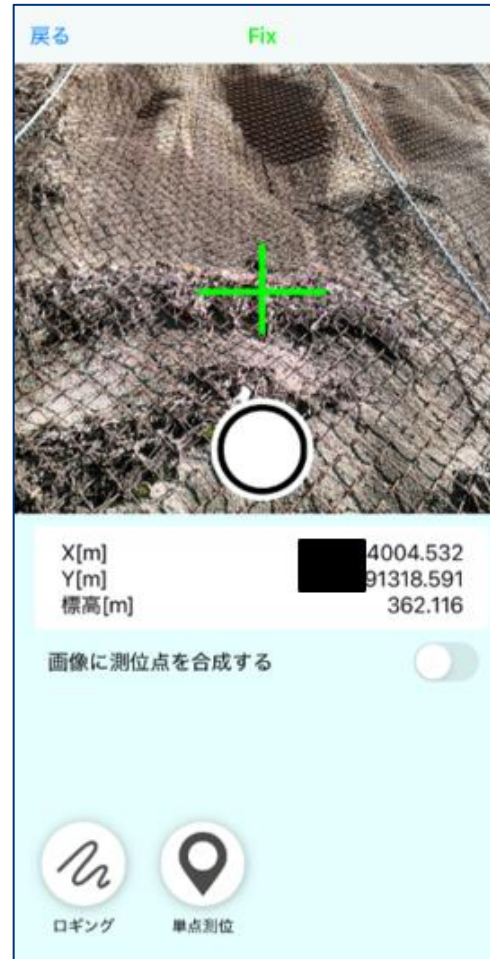 戻る Fix
X[m] 4004.532
Y[m] 91318.591
標高[m] 362.116
画像に測位点を合成する
ロギング 単点測位